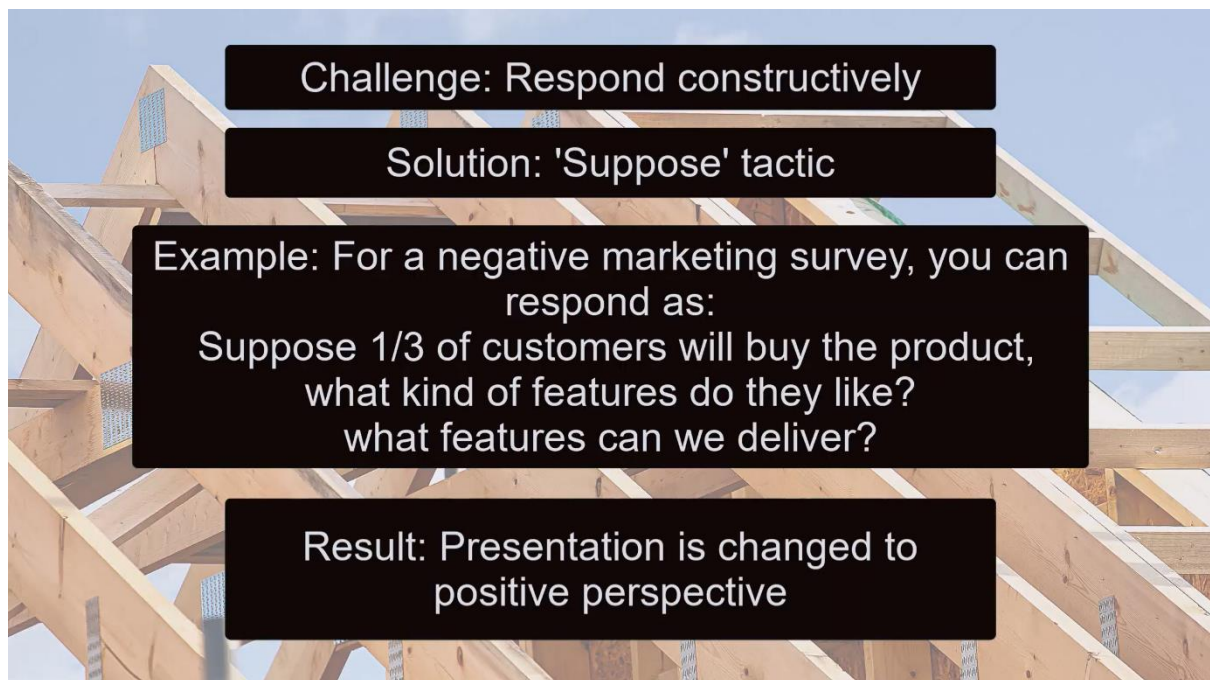 Challenge: Respond constructively
Solution: 'Suppose' tactic
Example: For a negative marketing survey, you can
respond as:
Suppose 1/3 of customers will buy the product,
what kind of features do they like?
what features can we deliver?
Result: Presentation is changed to
positive perspective